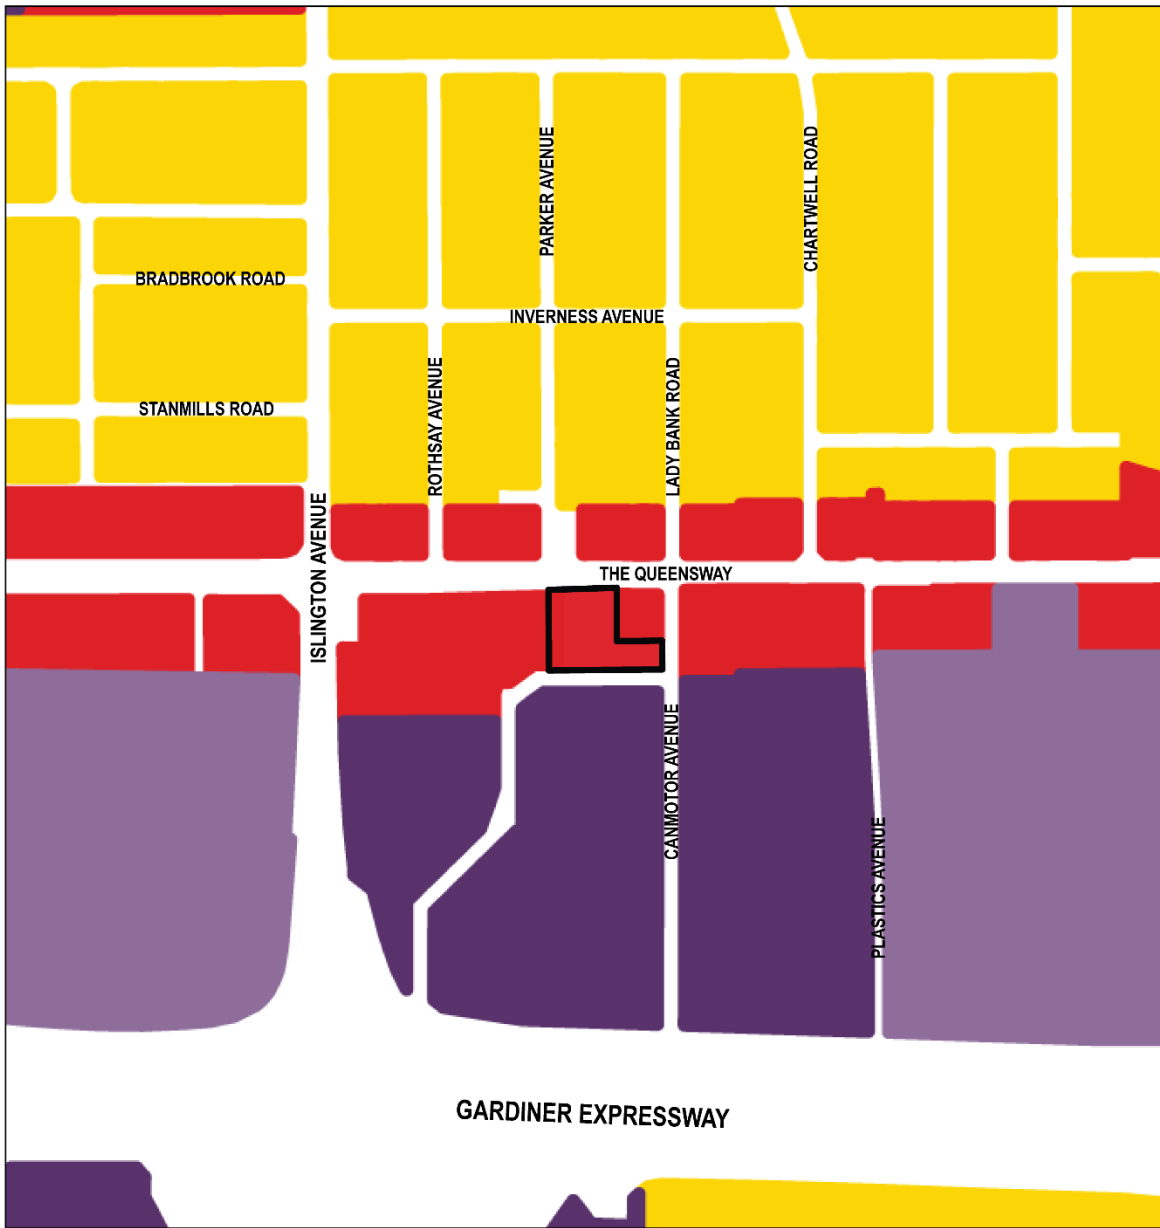 PARKER AVENUE
CHARTWELL ROAD
BRADBROOK ROAD
INVERNESS AVENUE
ROTHSAY AVENUE
LADY BANK ROAD
STANMILLS ROAD
ISLINGTON AVENUE
THE QUEENSWAY
CANMOTOR AVENUE
PLASTICS AVENUE
GARDINER EXPRESSWAY